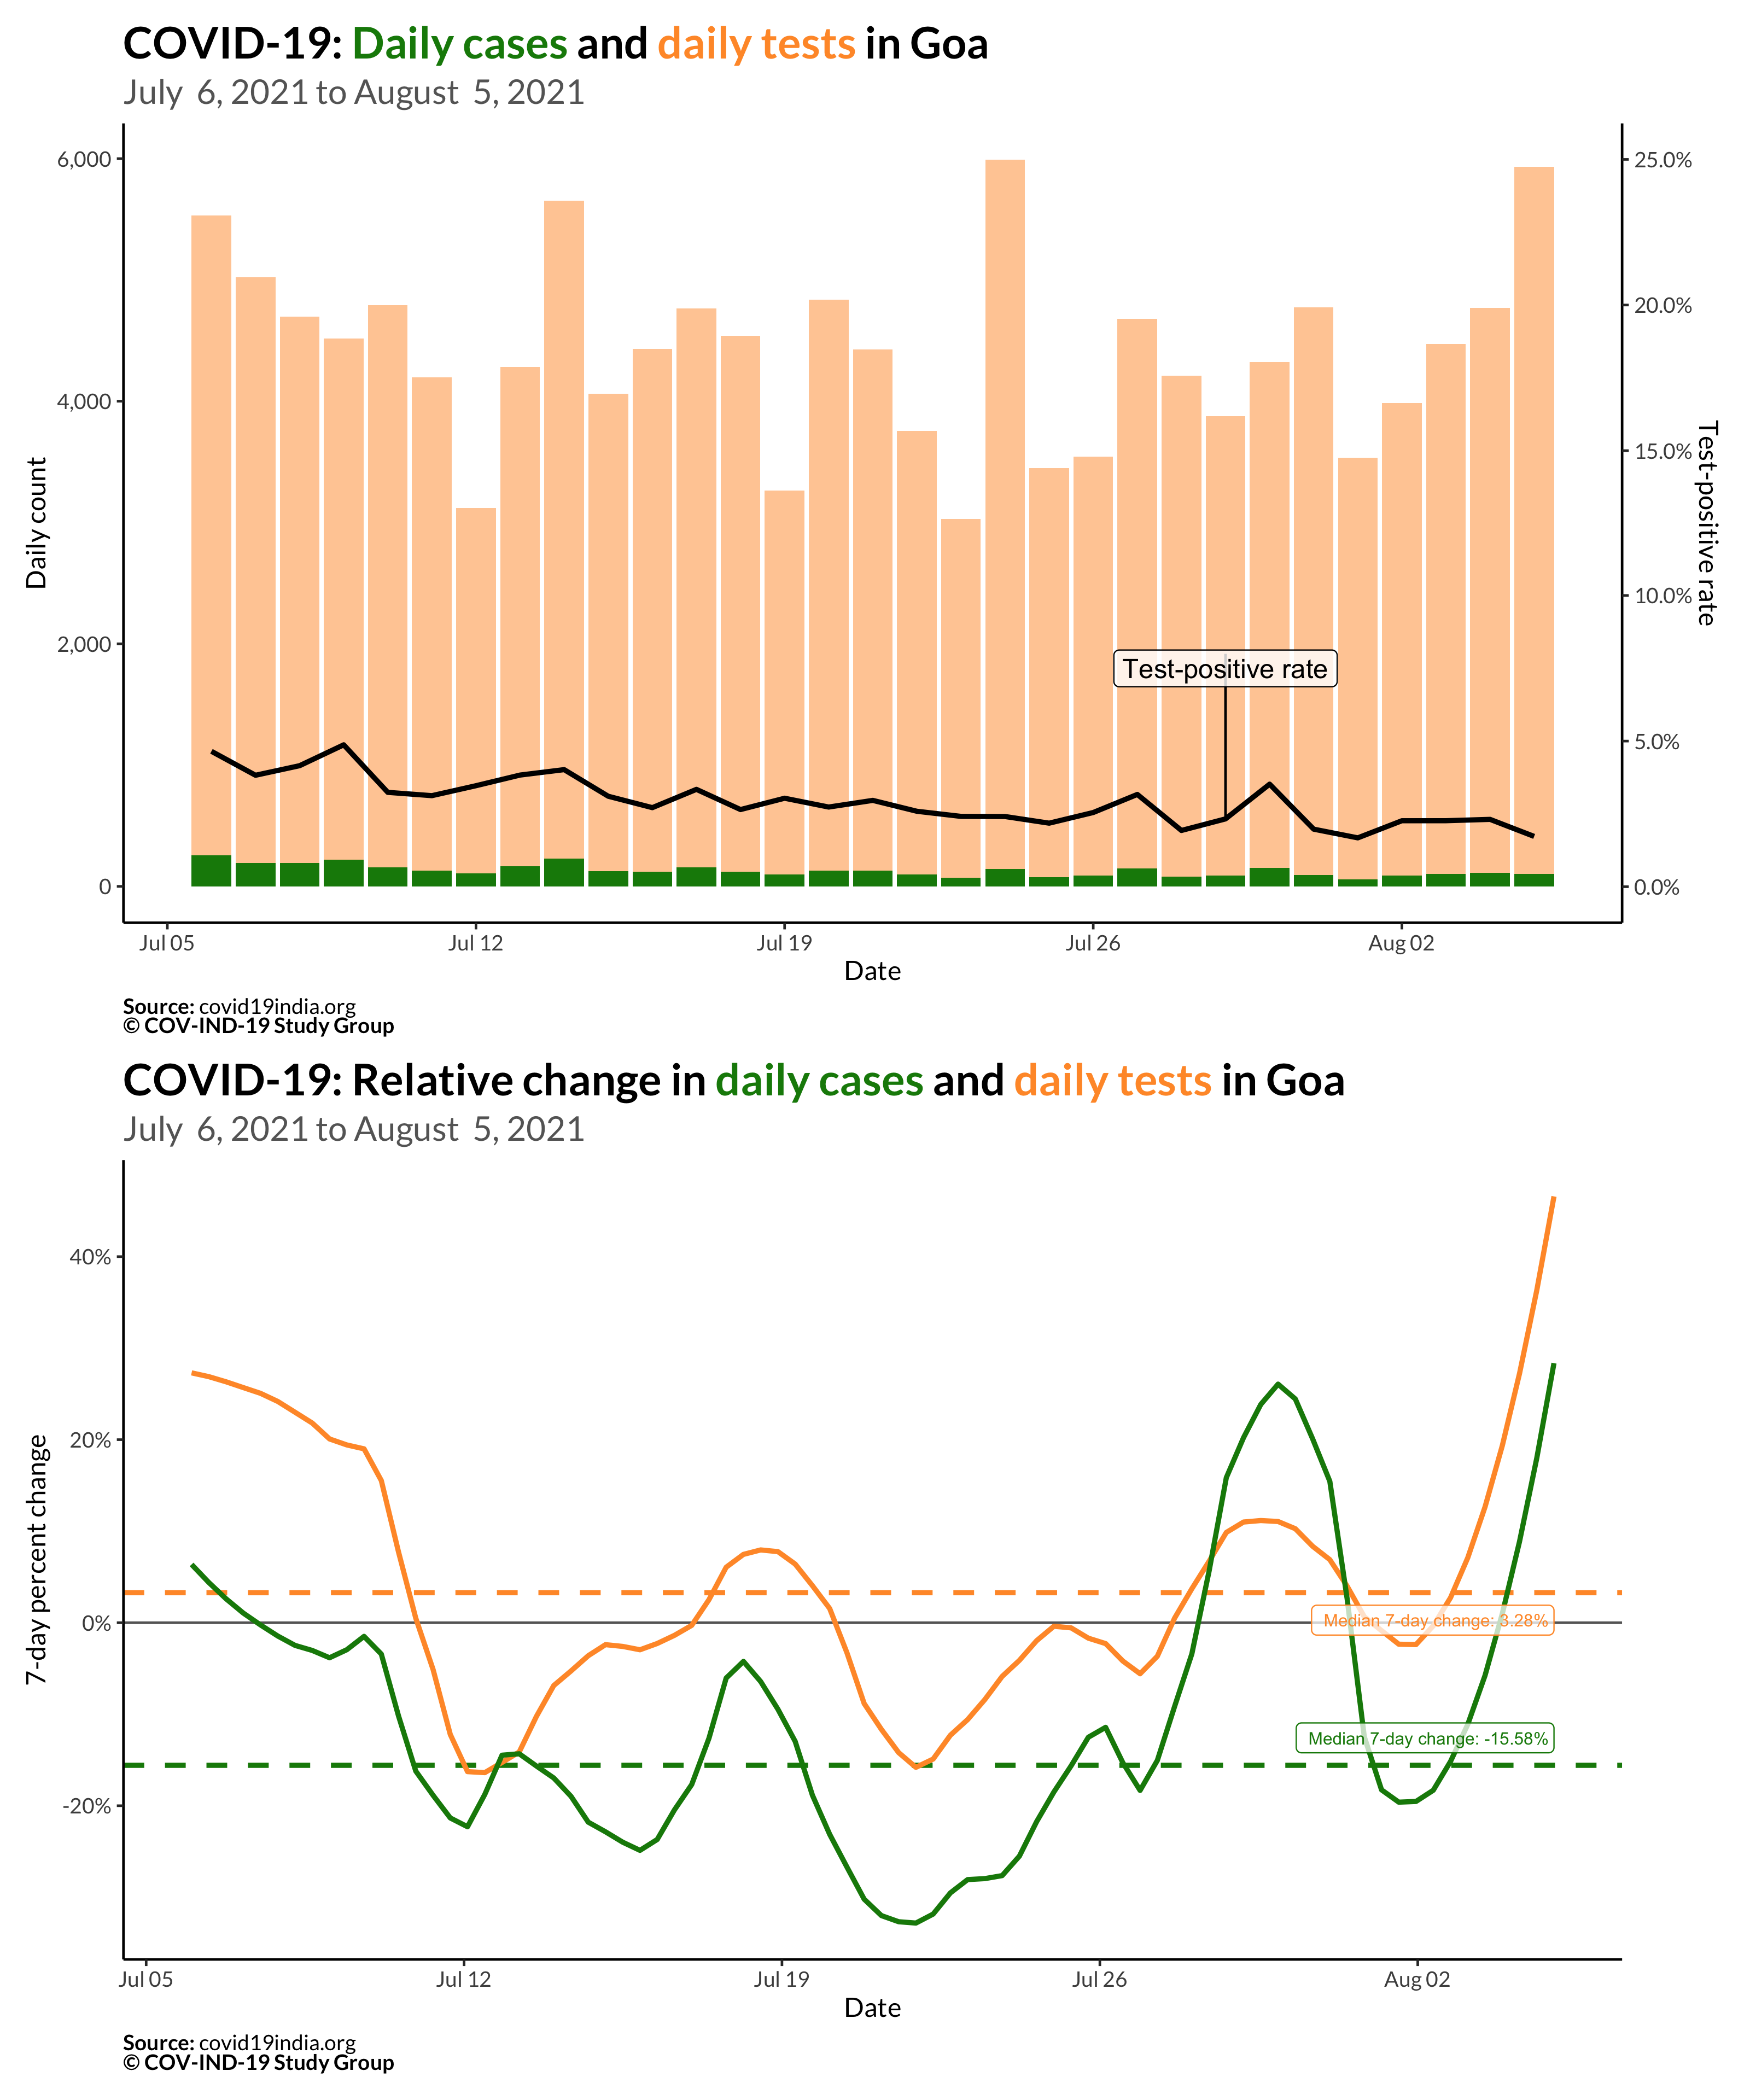 COVID-19: Daily cases and daily tests in Goa
July 6, 2021 to August 5, 2021
6,000
4,000
2,000
0
Daily count
25.0%
20.0%
15.0%
10.0%
5.0%
0.0%
Test-positive rate
Test-positive rate
Jul 05
Jul 12
Jul 19
Jul 26
Aug 02
Date
Source: covid19india.org
© COV-IND-19 Study Group
COVID-19: Relative change in daily cases and daily tests in Goa
July 6, 2021 to August 5, 2021
40%
20%
0%
-20%
7-day percent change
Median 7-day change: 3.28%
Median 7-day change: -15.58%
Jul 05
Jul 12
Jul 19
Jul 26
Aug 02
Date
Source: covid19india.org
© COV-IND-19 Study Group